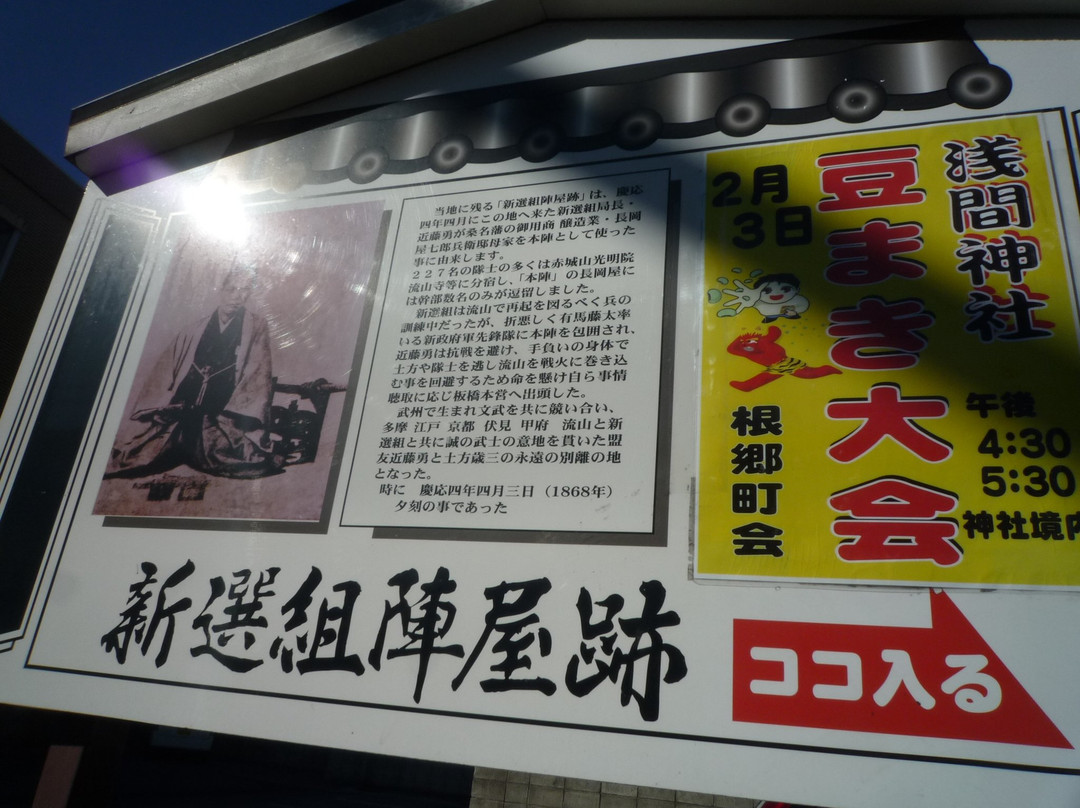 当地に残る「新選組陣屋跡」は、慶応
四年四月にこの地へ来た新選組局長・
近藤勇が桑名藩の御用商 醸造業・長岡
屋七郎兵衛邸母家を本陣として使った
事に由来します。
227名の隊士の多くは赤城山光明院
流山寺等に分宿し、「本陣」の長岡屋に
は幹部数名のみが逗留しました。
新選組は流山で再起を図るべく兵の
訓練中だったが、折悪しく有馬藤太率
いる新政府軍先鋒隊に本陣を包囲され、
近藤勇は抗戦を避け、手負いの身体で
土方や隊士を逃し流山を戦火に巻き込
む事を回避するため命を懸け自ら事情
聴取に応じ板橋本営へ出頭した。
武州で生まれ文武を共に競い合い、
多摩 江戸 京都 伏見 甲府 流山と新
選組と共に誠の武士の意地を貫いた盟
友近藤勇と土方歳三の永遠の別離の地
となった。
時に 慶応四年四月三日（1868年）
夕刻の事であった
新選組陣屋跡
浅間神社
豆まき大会
2月
3日
午後
4:30
5:30
神社境内
根郷町会
ココ入る